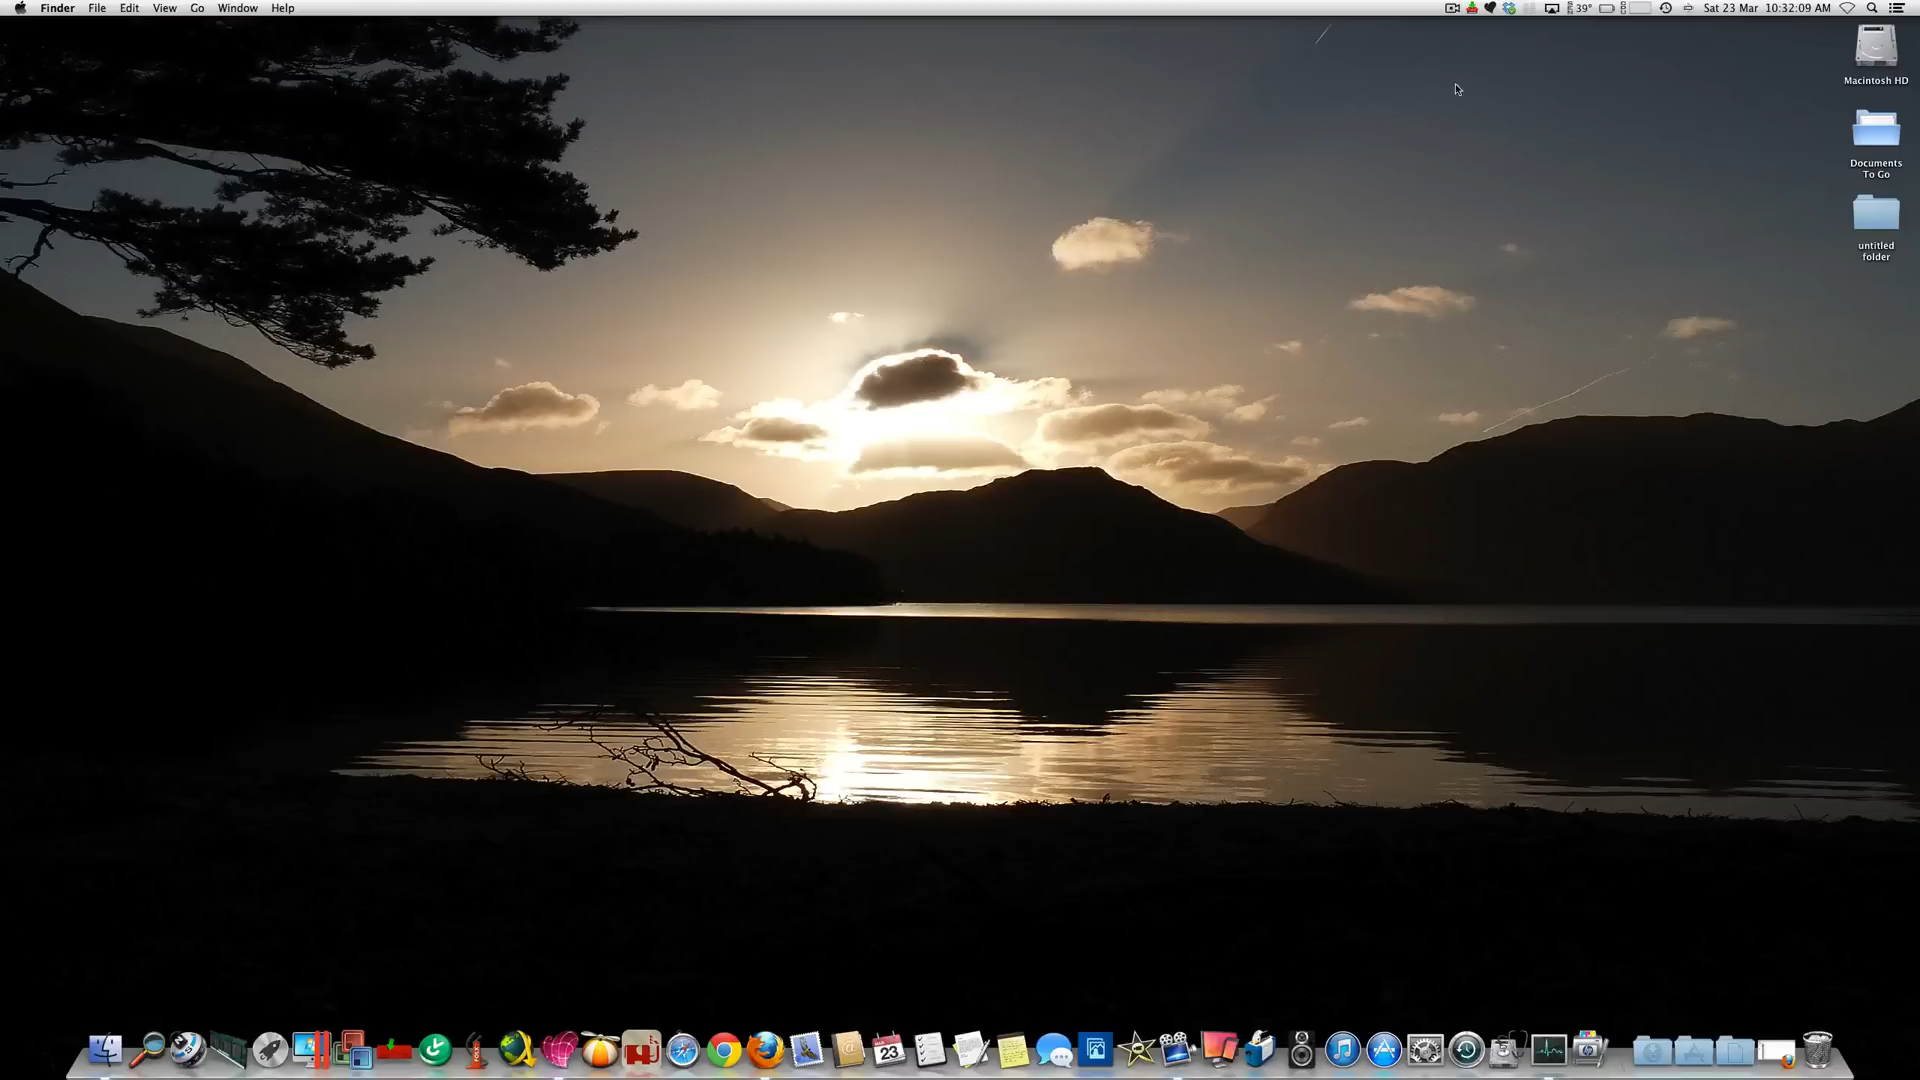 Finder File Edit View Go Window Help
39° Sat 23 Mar 10:32:09 AM
Macintosh HD
Documents
To Go
untitled
folder
23